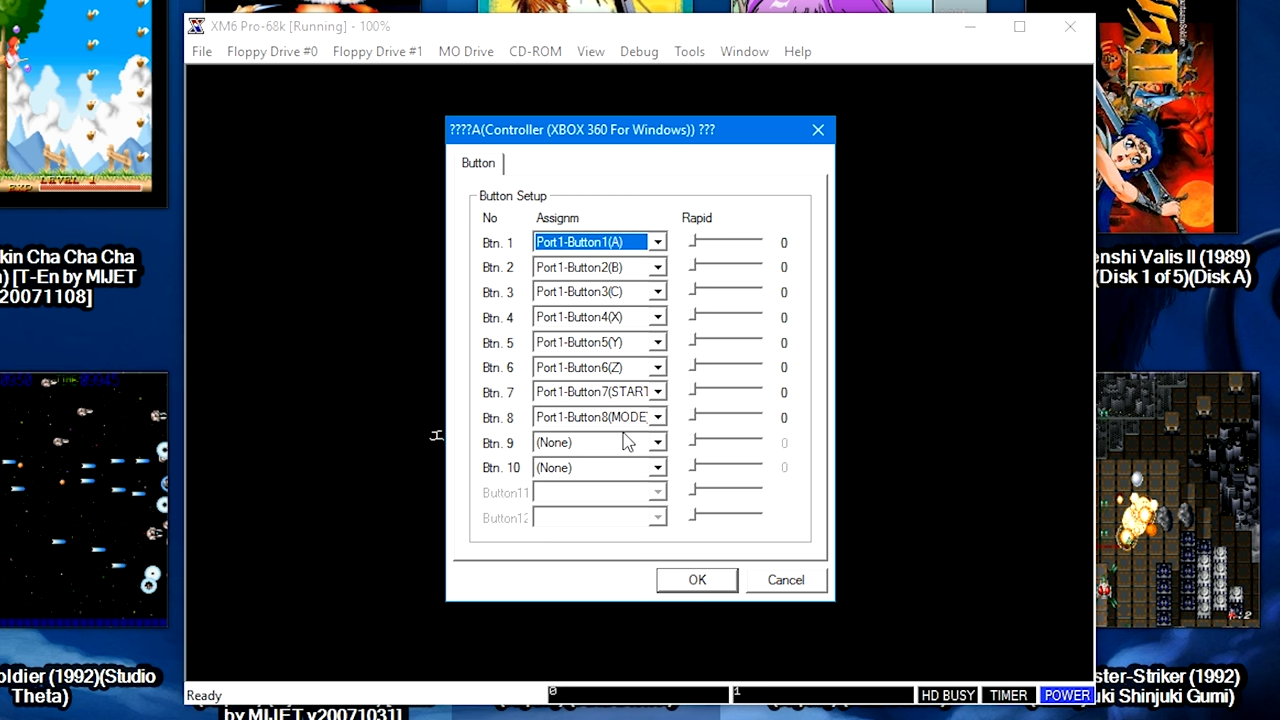 XM6 Pro-68k [Running] - 100%
File Floppy Drive #0 Floppy Drive #1 MO Drive CD-ROM View Debug Tools Window Help
????A(Controller (XBOX 360 For Windows)) ???
Button
Button Setup
No Assignm Rapid
Btn. 1 Port1-Button1(A) 0
Btn. 2 Port1-Button2(B) 0
Btn. 3 Port1-Button3(C) 0
Btn. 4 Port1-Button4(X) 0
Btn. 5 Port1-Button5(Y) 0
Btn. 6 Port1-Button6(Z) 0
Btn. 7 Port1-Button7(START 0
Btn. 8 Port1-Button8(MODE 0
Btn. 9 (None) 0
Btn. 10 (None) 0
Button11
Button12
OK Cancel
Ready 0 1 HD BUSY TIMER POWER
LEVEL 1
kin Cha Cha Cha
) [T-En by MIJET
20071108]
enshi Valis II (1989)
(Disk 1 of 5)(Disk A)
oldier (1992)(Studio
Theta)
by MIJET v20071031]
ster-Striker (1992)
uki Shinjuki Gumi)